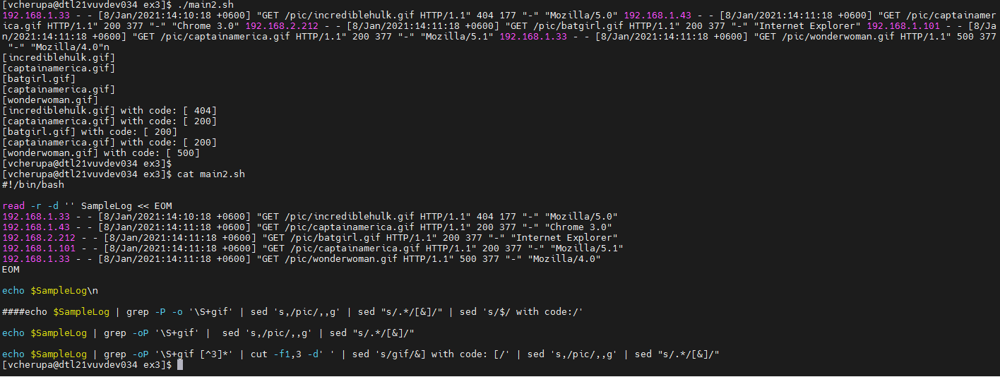 [vcherupa@dtl21vuvdev034 ex3]$ ./main2.sh
192.168.1.33 - - [8/Jan/2021:14:10:18 +0600] "GET /pic/incrediblehulk.gif HTTP/1.1" 404 177 "-" "Mozilla/5.0" 192.168.1.43 - - [8/Jan/2021:14:11:18 +0600] "GET /pic/captainamer
ica.gif HTTP/1.1" 200 377 "-" "Chrome 3.0" 192.168.2.212 - - [8/Jan/2021:14:11:18 +0600] "GET /pic/batgirl.gif HTTP/1.1" 200 377 "-" "Internet Explorer" 192.168.1.101 - - [8/Ja
n/2021:14:11:18 +0600] "GET /pic/captainamerica.gif HTTP/1.1" 200 377 "-" "Mozilla/5.1" 192.168.1.33 - - [8/Jan/2021:14:11:18 +0600] "GET /pic/wonderwoman.gif HTTP/1.1" 500 377
 "-" "Mozilla/4.0"n
[incrediblehulk.gif]
[captainamerica.gif]
[batgirl.gif]
[captainamerica.gif]
[wonderwoman.gif]
[incrediblehulk.gif] with code: [ 404]
[captainamerica.gif] with code: [ 200]
[batgirl.gif] with code: [ 200]
[captainamerica.gif] with code: [ 200]
[wonderwoman.gif] with code: [ 500]
[vcherupa@dtl21vuvdev034 ex3]$
[vcherupa@dtl21vuvdev034 ex3]$ cat main2.sh
#!/bin/bash
read -r -d '' SampleLog << EOM
192.168.1.33 - - [8/Jan/2021:14:10:18 +0600] "GET /pic/incrediblehulk.gif HTTP/1.1" 404 177 "-" "Mozilla/5.0"
192.168.1.43 - - [8/Jan/2021:14:11:18 +0600] "GET /pic/captainamerica.gif HTTP/1.1" 200 377 "-" "Chrome 3.0"
192.168.2.212 - - [8/Jan/2021:14:11:18 +0600] "GET /pic/batgirl.gif HTTP/1.1" 200 377 "-" "Internet Explorer"
192.168.1.101 - - [8/Jan/2021:14:11:18 +0600] "GET /pic/captainamerica.gif HTTP/1.1" 200 377 "-" "Mozilla/5.1"
192.168.1.33 - - [8/Jan/2021:14:11:18 +0600] "GET /pic/wonderwoman.gif HTTP/1.1" 500 377 "-" "Mozilla/4.0"
EOM
echo $SampleLog\n
####echo $SampleLog | grep -P -o '\S+gif' | sed 's,/pic/,,g' | sed "s/.*/[&]/" | sed 's/$/ with code:/'
echo $SampleLog | grep -oP '\S+gif' |  sed 's,/pic/,,g' | sed "s/.*/[&]/"
echo $SampleLog | grep -oP '\S+gif [^3]*' | cut -f1,3 -d' ' | sed 's/gif/&] with code: [/' | sed 's,/pic/,,g' | sed "s/.*/[&]/"
[vcherupa@dtl21vuvdev034 ex3]$